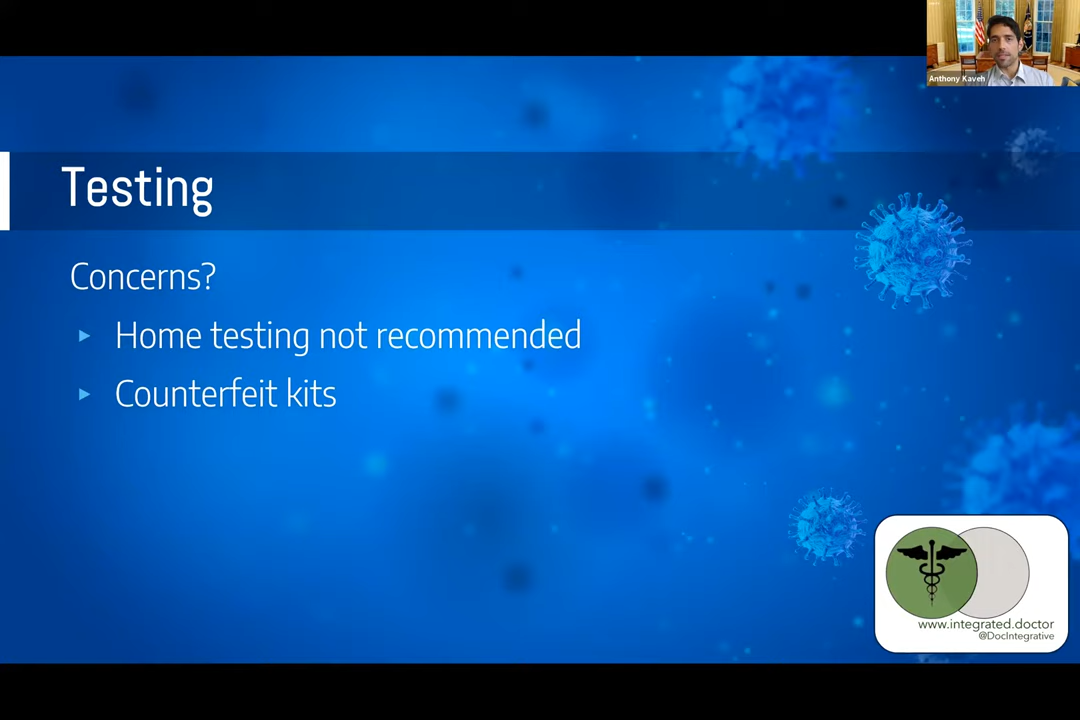 Anthony Kaveh
Testing
Concerns?
Home testing not recommended
Counterfeit kits
www.integrated.doctor
@DocIntegrative